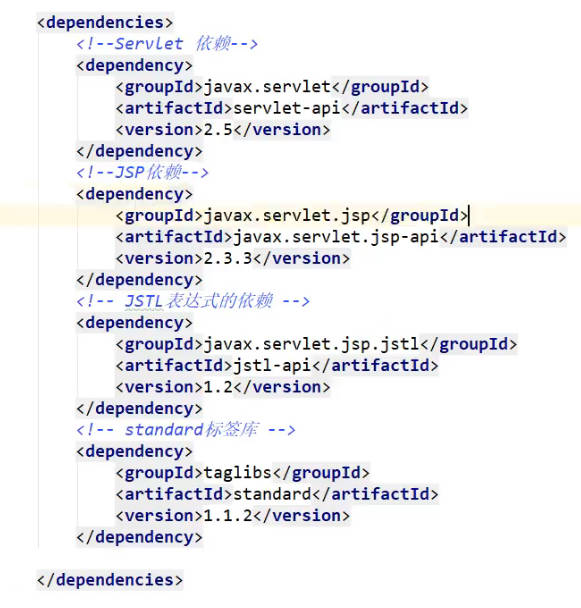 <dependencies>
<!--Servlet 依赖-->
<dependency>
<groupId>javax.servlet</groupId>
<artifactId>servlet-api</artifactId>
<version>2.5</version>
</dependency>
<!--JSP依赖-->
<dependency>
<groupId>javax.servlet.jsp</groupId>
<artifactId>javax.servlet.jsp-api</artifactId>
<version>2.3.3</version>
</dependency>
<!-- JSTL表达式的依赖 -->
<dependency>
<groupId>javax.servlet.jsp.jstl</groupId>
<artifactId>jstl-api</artifactId>
<version>1.2</version>
</dependency>
<!-- standard标签库 -->
<dependency>
<groupId>taglibs</groupId>
<artifactId>standard</artifactId>
<version>1.1.2</version>
</dependency>
</dependencies>